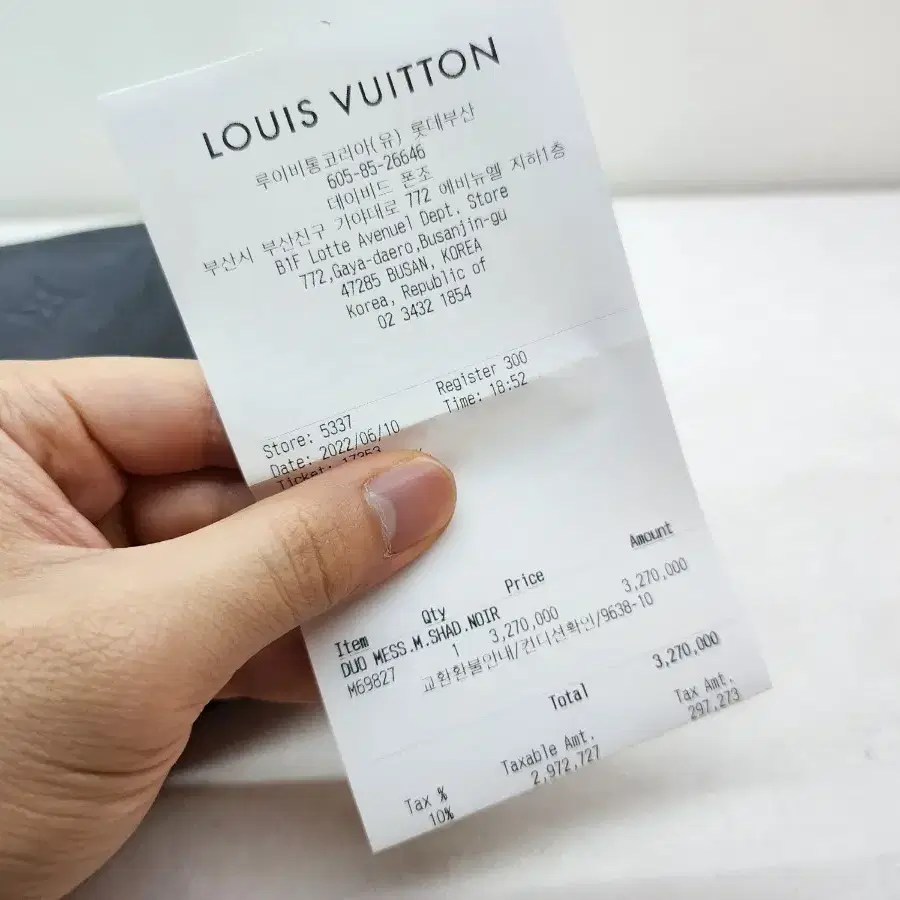 LOUIS VUITTON
루이비통코리아(유) 롯데부산
605-85-26646
데이비드 폰조
부산시 부산진구 가야대로 772 에비뉴엘 지하1층
B1F Lotte Avenuel Dept. Store
772,Gaya-daero,Busanjin-gu
47285 BUSAN, KOREA
Korea, Republic of
02 3432 1854
Store: 5337 Register 300
Date: 2022/06/10 Time: 18:52
Ticket: 17353
Item Qty Price Amount
DUO MESS.M.SHAD.NOIR
M69827 1 3,270,000 3,270,000
교환환불안내/컨디션확인/9638-10
Total 3,270,000
Tax % Taxable Amt. Tax Amt.
10% 2,972,727 297,273